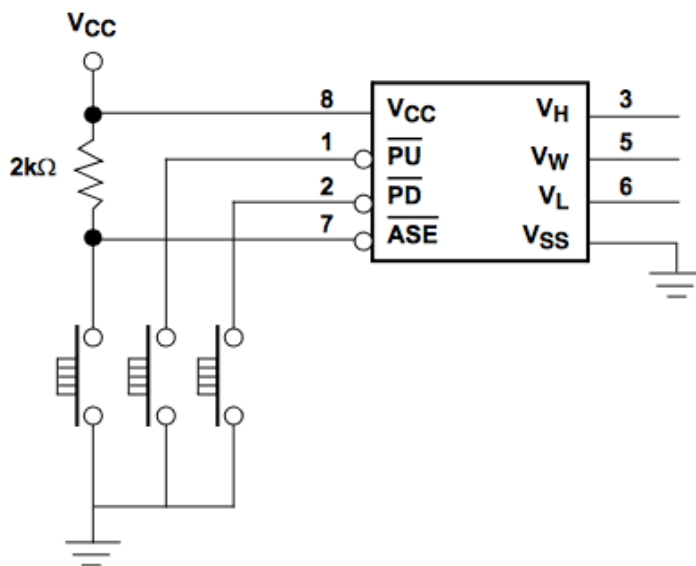 VCC
8 VCC VH 3
1 PU VW 5
2kΩ
2 PD VL 6
7 ASE VSS